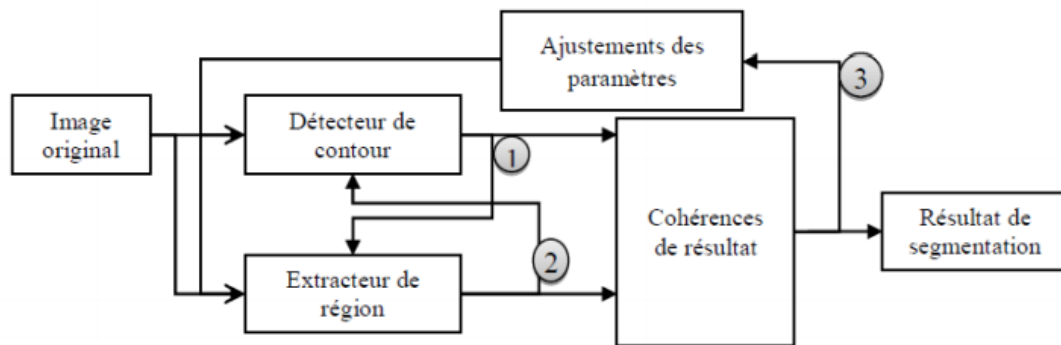 Ajustements des
paramètres
3
Image
original
Détecteur de
contour
1
Cohérences
de résultat
Résultat de
segmentation
2
Extracteur de
région